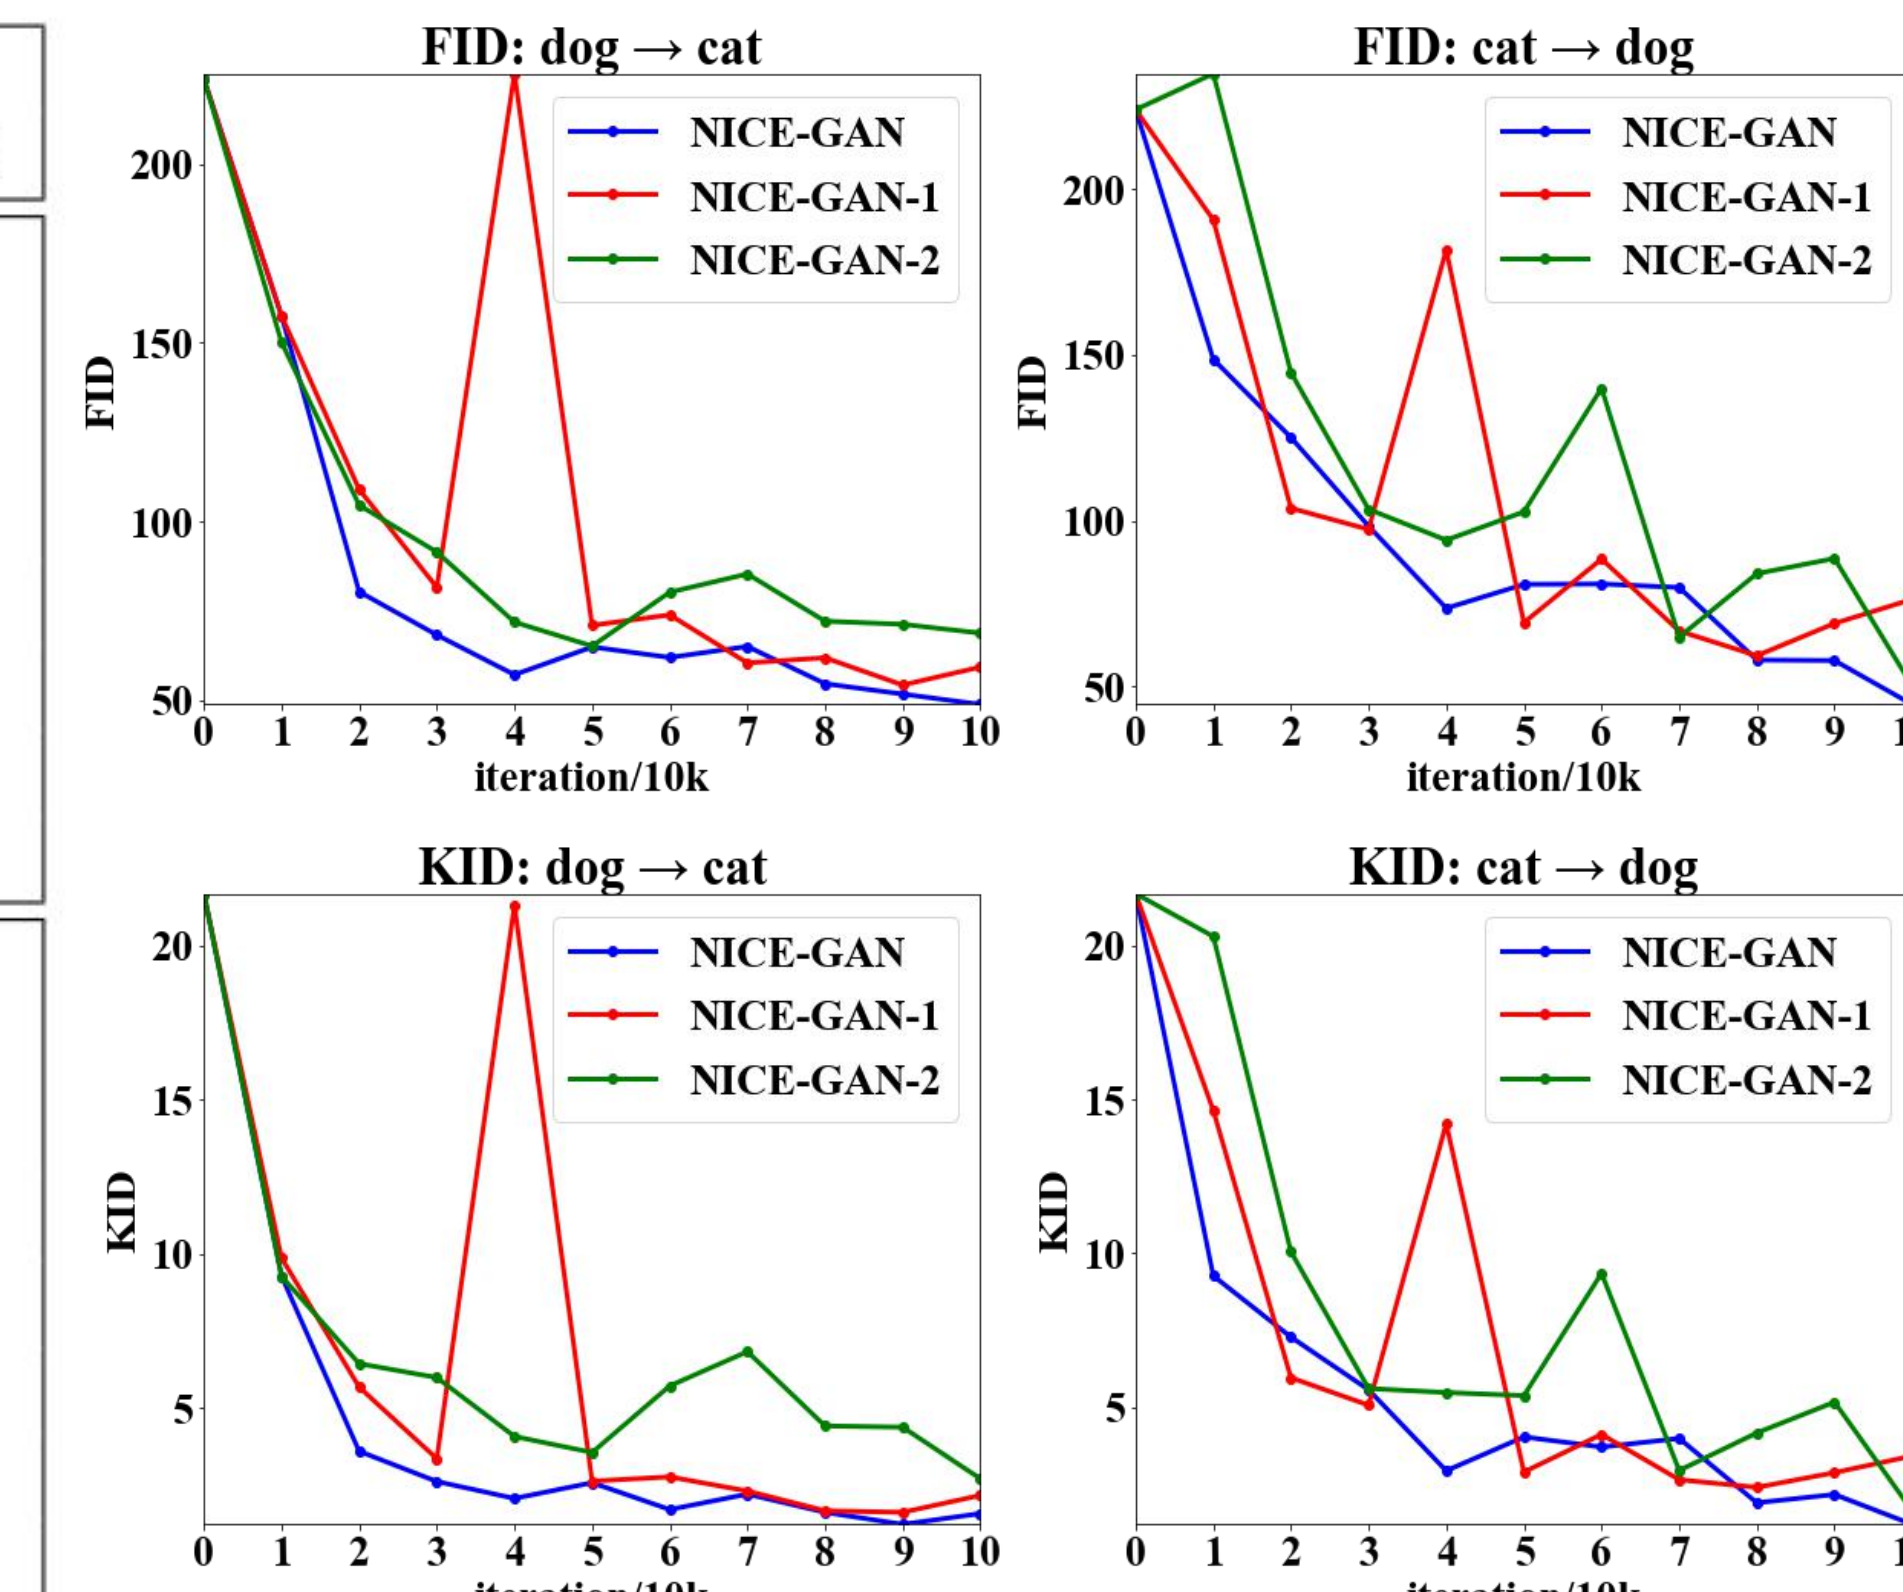 FID: dog → cat
NICE-GAN
NICE-GAN-1
NICE-GAN-2
FID
200
150
100
50
0 1 2 3 4 5 6 7 8 9 10
iteration/10k
FID: cat → dog
NICE-GAN
NICE-GAN-1
NICE-GAN-2
FID
200
150
100
50
0 1 2 3 4 5 6 7 8 9
iteration/10k
KID: dog → cat
NICE-GAN
NICE-GAN-1
NICE-GAN-2
KID
20
15
10
5
0 1 2 3 4 5 6 7 8 9 10
iteration/10k
KID: cat → dog
NICE-GAN
NICE-GAN-1
NICE-GAN-2
KID
20
15
10
5
0 1 2 3 4 5 6 7 8 9
iteration/10k